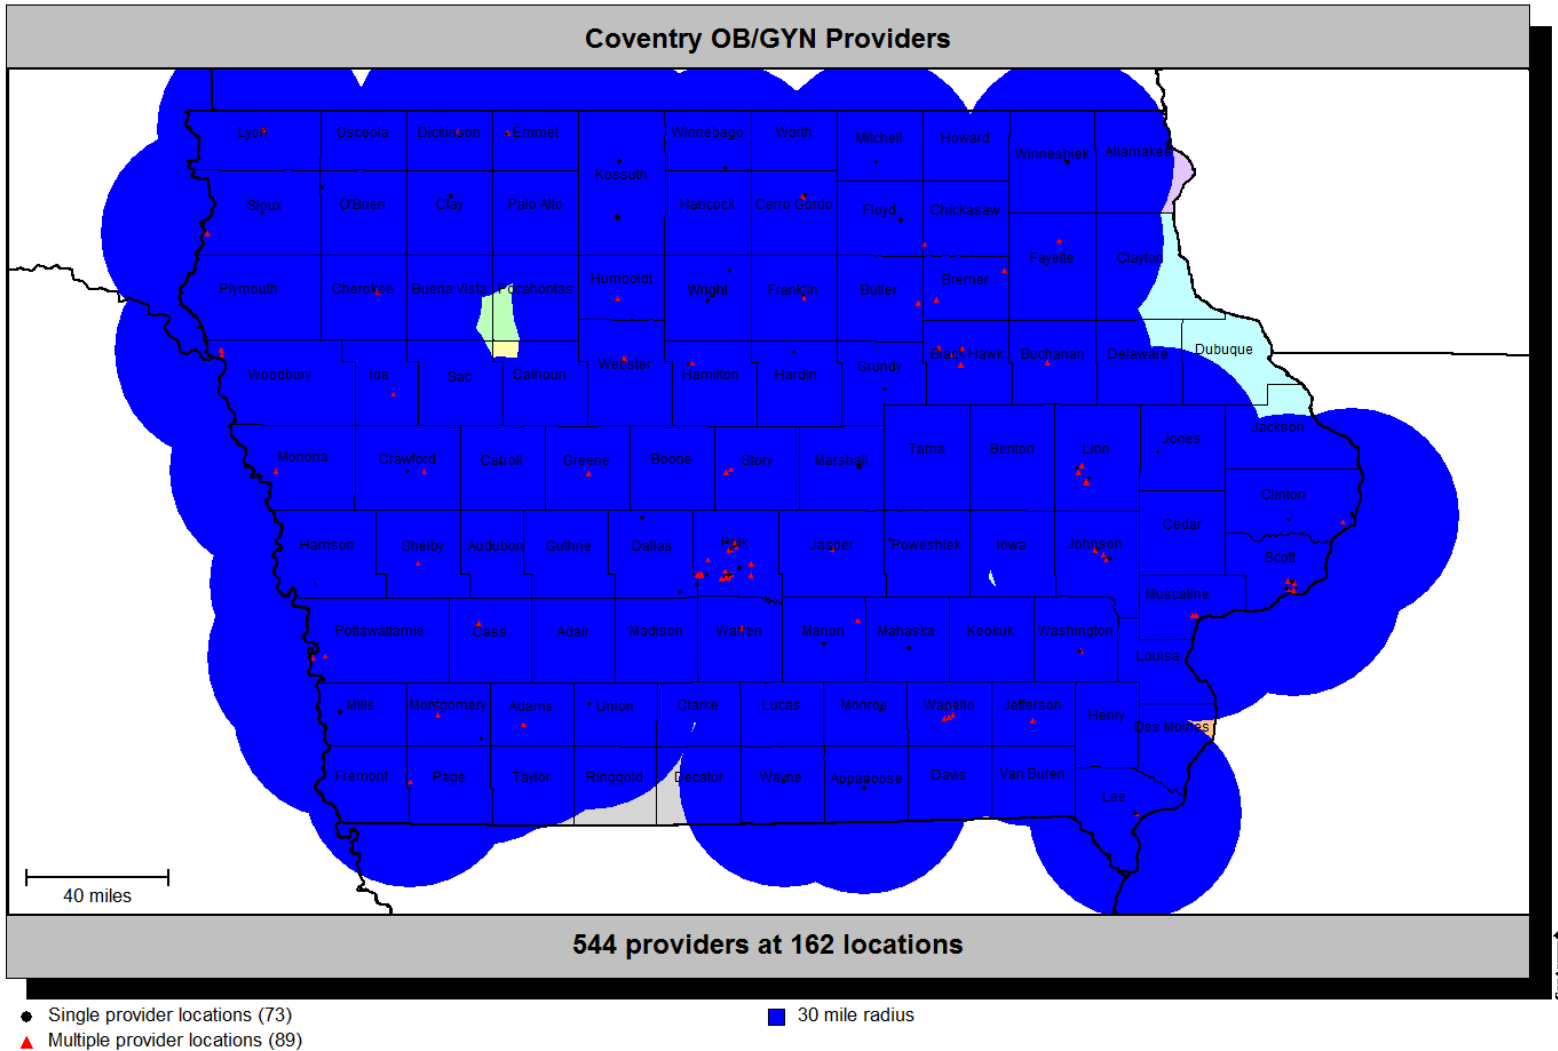 Coventry OB/GYN Providers
Lyon Osceola Dickinson Emmet Winnebago Worth Mitchell Howard Winneshiek Allamakee
Kossuth
Sioux O'Brien Clay Palo Alto Hancock Cerro Gordo Floyd Chickasaw
Fayette Clayton
Plymouth Cherokee Buena Vista Pocahontas Humboldt Wright Franklin Butler Bremer
Woodbury Ida Sac Calhoun Webster Hamilton Hardin Grundy Black Hawk Buchanan Delaware Dubuque
Monona Crawford Carroll Greene Boone Story Marshall Tama Benton Linn Jones Jackson
Clinton
Harrison Shelby Audubon Guthrie Dallas Polk Jasper Poweshiek Iowa Johnson Cedar Scott
Muscatine
Pottawattamie Cass Adair Madison Warren Marion Mahaska Keokuk Washington
Louisa
Mills Montgomery Adams Union Clarke Lucas Monroe Wapello Jefferson Henry Des Moines
Fremont Page Taylor Ringgold Decatur Wayne Appanoose Davis Van Buren Lee
40 miles
544 providers at 162 locations
Single provider locations (73)
30 mile radius
Multiple provider locations (89)